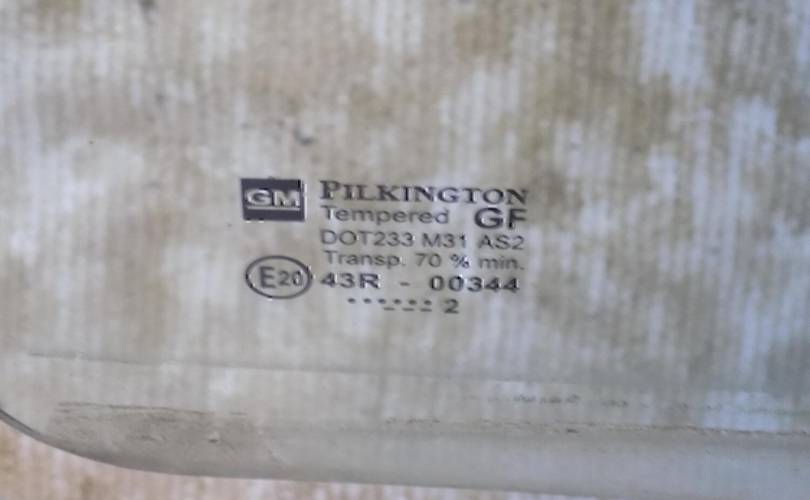 GM PILKINGTON
Tempered GF
DOT233 M31 AS2
Transp. 70 % min.
E20 43R - 00344
...... 2